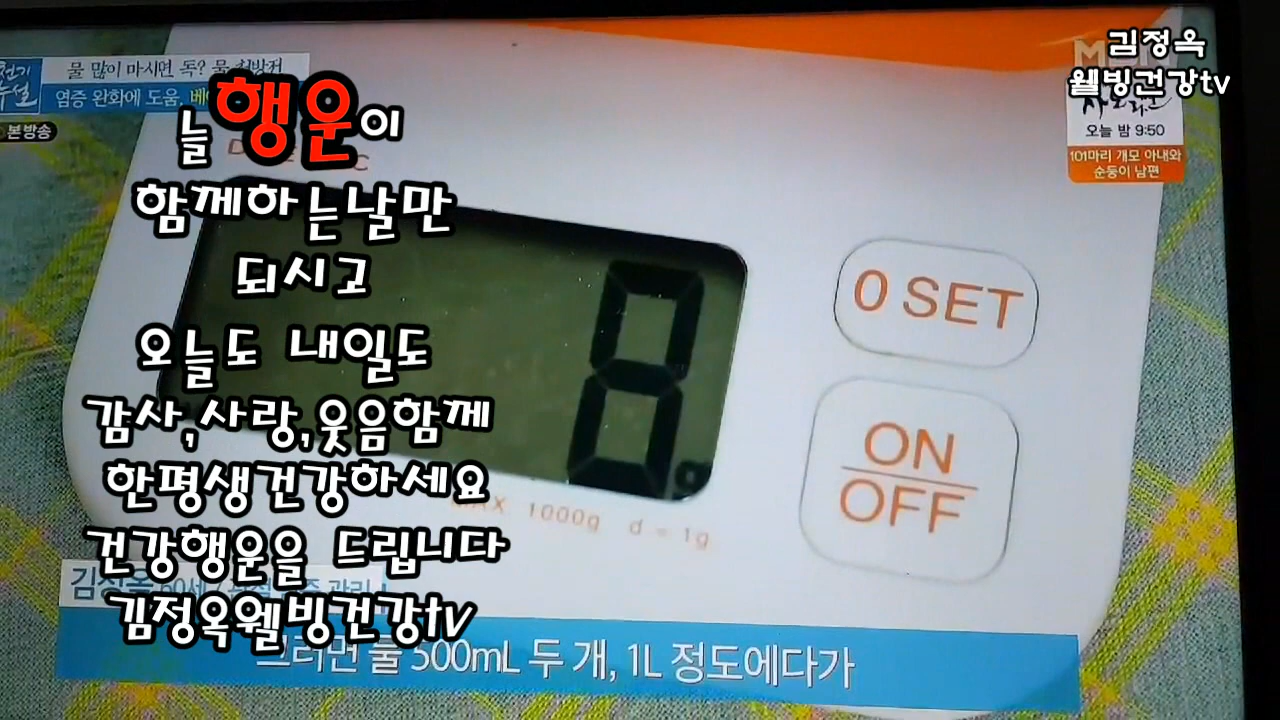 김정옥
웰빙건강tv
물 많이 마시면 독? 물 처방전
염증 완화에 도움,
본방송
오늘 밤 9:50
101마리 개모 아내와
순둥이 남편
늘행운이
함께하는날만
되시고
오늘도 내일도
감사,사랑,웃음함께
한평생건강하세요
건강행운을 드립니다
김정옥웰빙건강tv
8
g
0 SET
ON
OFF
MAX 1000g d = 1g
김정옥
그러면 물 500mL 두 개, 1L 정도에다가